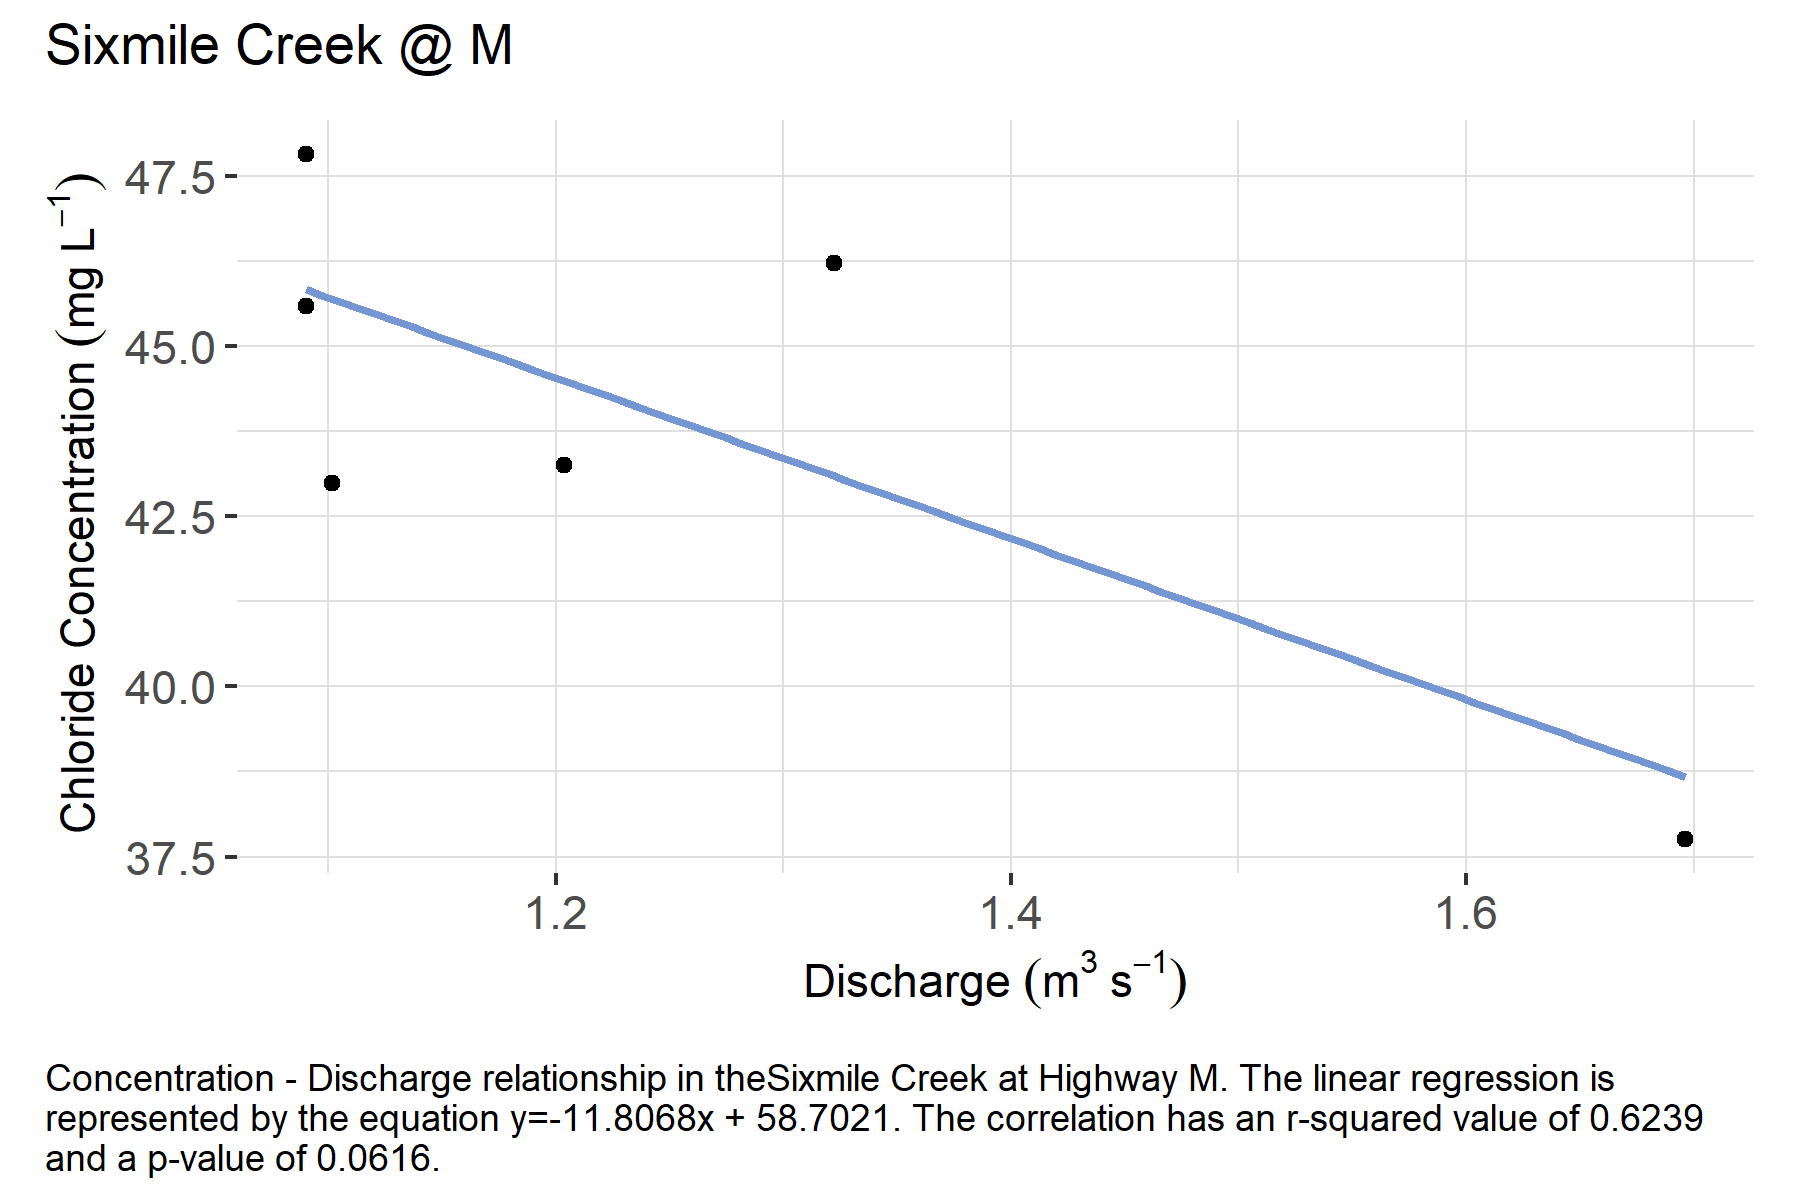 Sixmile Creek @ M
47.5
45.0
42.5
40.0
37.5
Chloride Concentration (mg L⁻¹)
1.2 1.4 1.6
Discharge (m³ s⁻¹)
Concentration - Discharge relationship in theSixmile Creek at Highway M. The linear regression is
represented by the equation y=-11.8068x + 58.7021. The correlation has an r-squared value of 0.6239
and a p-value of 0.0616.